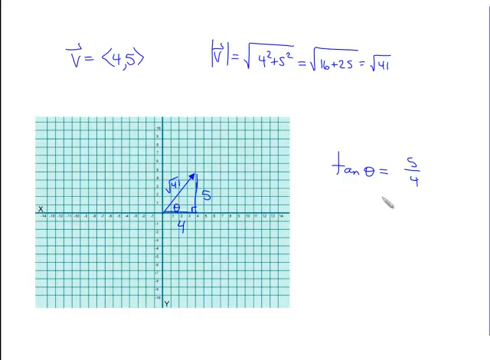 v⃗ = ⟨4,5⟩
|v⃗| = √4²+5² = √16+25 = √41
√41
5
θ
4
X
Y
tan θ = 5/4